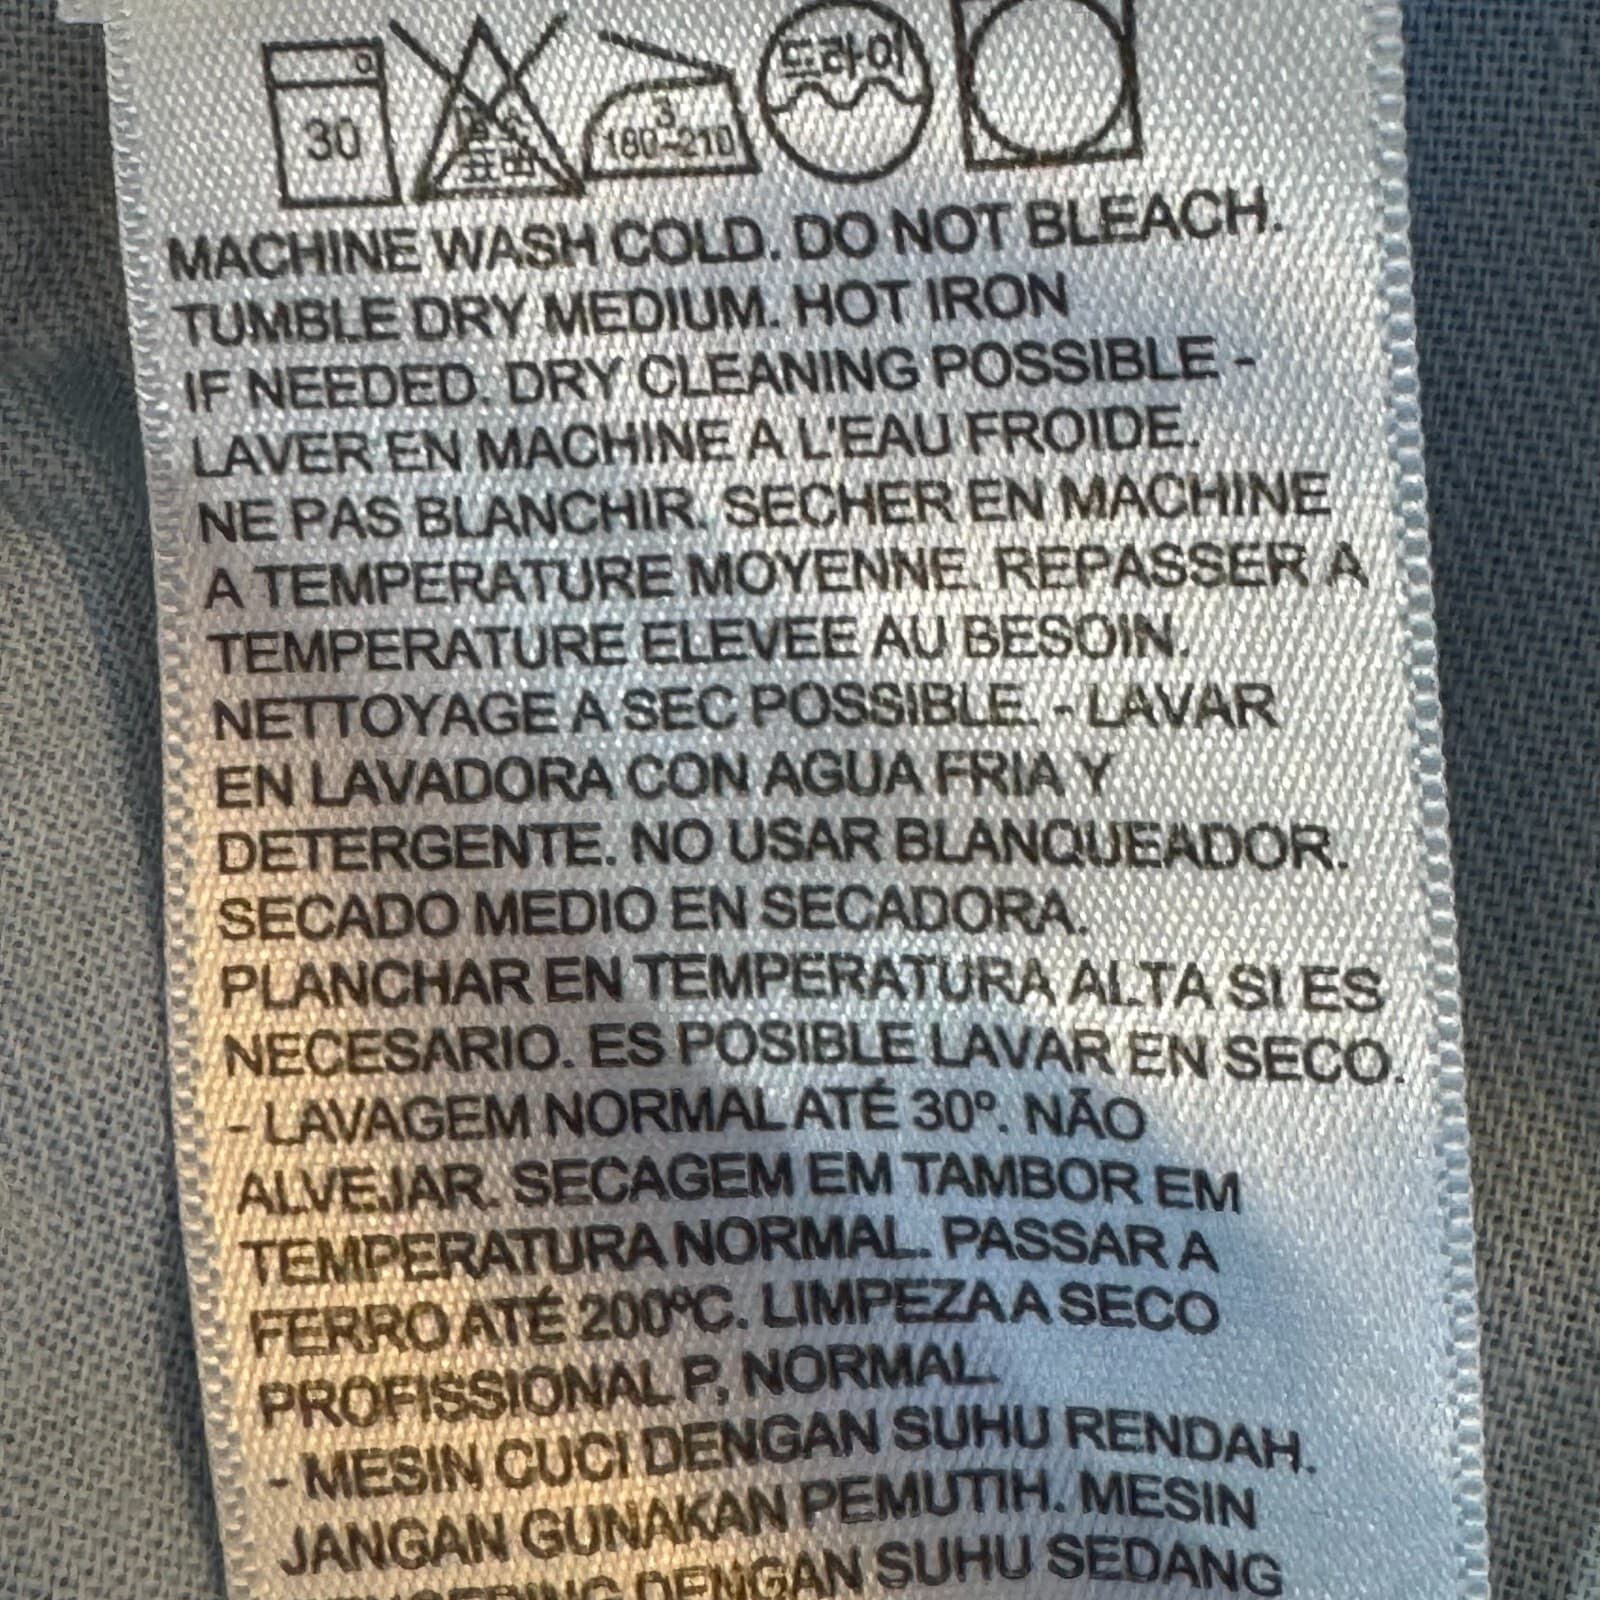 30
3
180~210
드라이
MACHINE WASH COLD. DO NOT BLEACH.
TUMBLE DRY MEDIUM. HOT IRON
IF NEEDED. DRY CLEANING POSSIBLE -
LAVER EN MACHINE A L'EAU FROIDE.
NE PAS BLANCHIR. SECHER EN MACHINE
A TEMPERATURE MOYENNE. REPASSER A
TEMPERATURE ELEVEE AU BESOIN.
NETTOYAGE A SEC POSSIBLE. - LAVAR
EN LAVADORA CON AGUA FRIA Y
DETERGENTE. NO USAR BLANQUEADOR.
SECADO MEDIO EN SECADORA.
PLANCHAR EN TEMPERATURA ALTA SI ES
NECESARIO. ES POSIBLE LAVAR EN SECO.
- LAVAGEM NORMAL ATÉ 30º. NÃO
ALVEJAR. SECAGEM EM TAMBOR EM
TEMPERATURA NORMAL. PASSAR A
FERRO ATÉ 200ºC. LIMPEZA A SECO
PROFISSIONAL P, NORMAL.
- MESIN CUCI DENGAN SUHU RENDAH.
JANGAN GUNAKAN PEMUTIH. MESIN
DENGAN SUHU SEDANG